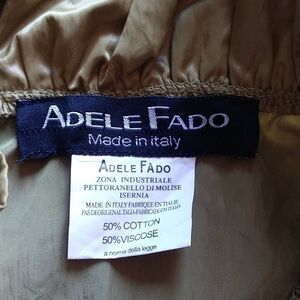 ADELE FADO
Made in Italy
ADELE FADO
ZONA INDUSTRIALE
PETTORANELLO DI MOLISE
ISERNIA
MADE IN ITALY FABRIQEE EN ITALIE
50% COTTON
50%VISCOSE
a norma della legge